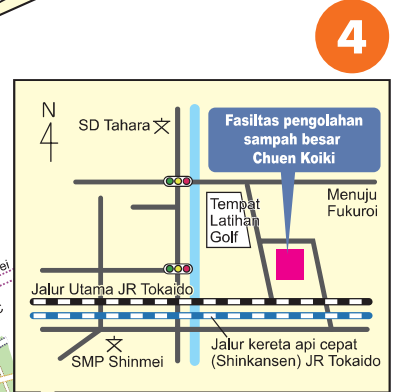 4
N
SD Tahara
Fasiltas pengolahan
sampah besar
Chuen Koiki
Menuju
Fukuroi
Tempat
Latihan
Golf
Jalur Utama JR Tokaido
SMP Shinmei
Jalur kereta api cepat
(Shinkansen) JR Tokaido